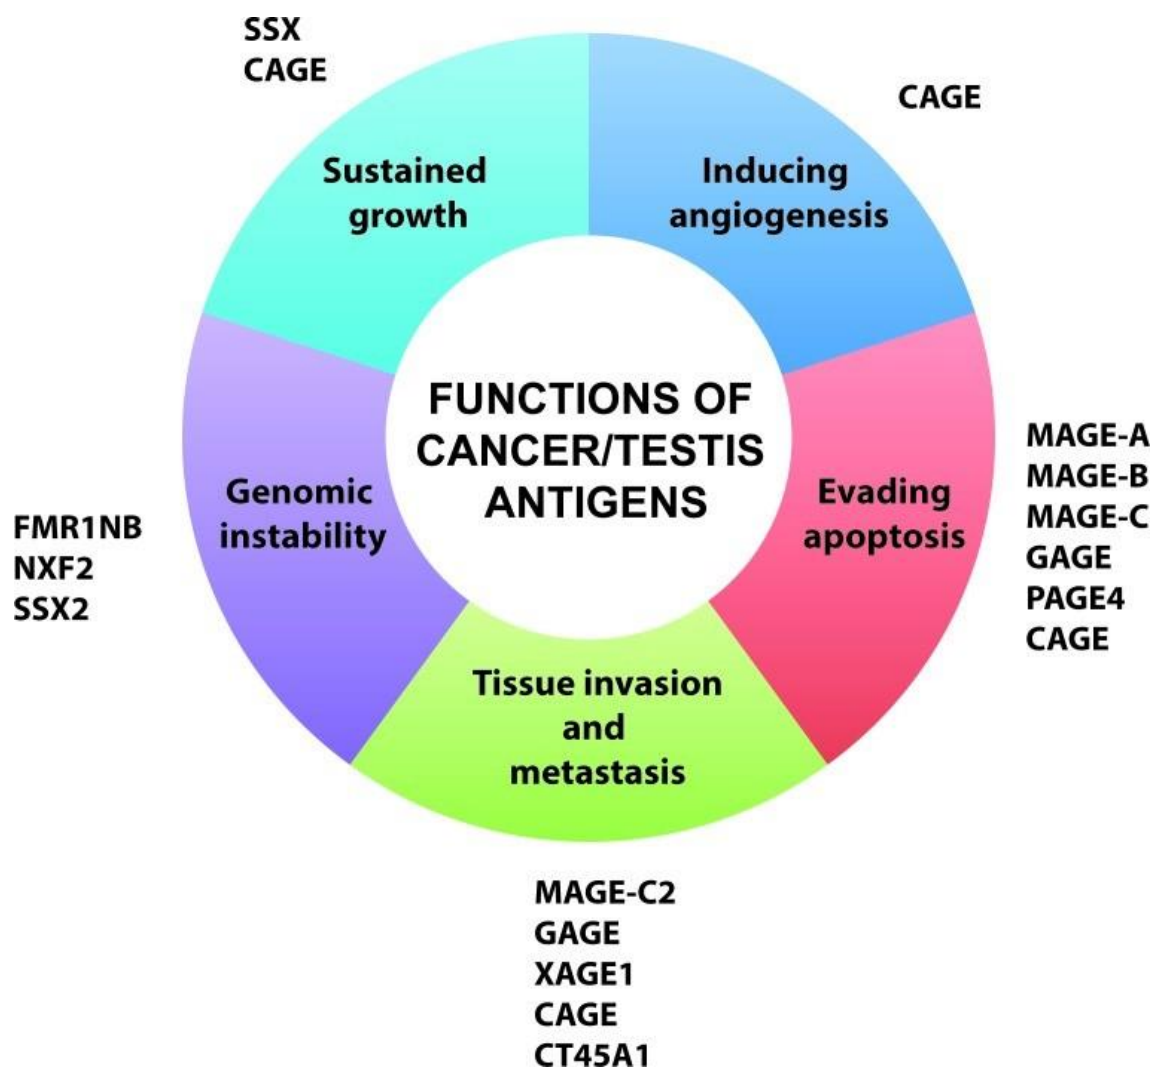 SSX
CAGE
CAGE
Sustained
growth
Inducing
angiogenesis
FUNCTIONS OF
CANCER/TESTIS
ANTIGENS
Genomic
instability
Evading
apoptosis
FMR1NB
NXF2
SSX2
MAGE-A
MAGE-B
MAGE-C
GAGE
PAGE4
CAGE
Tissue invasion
and
metastasis
MAGE-C2
GAGE
XAGE1
CAGE
CT45A1